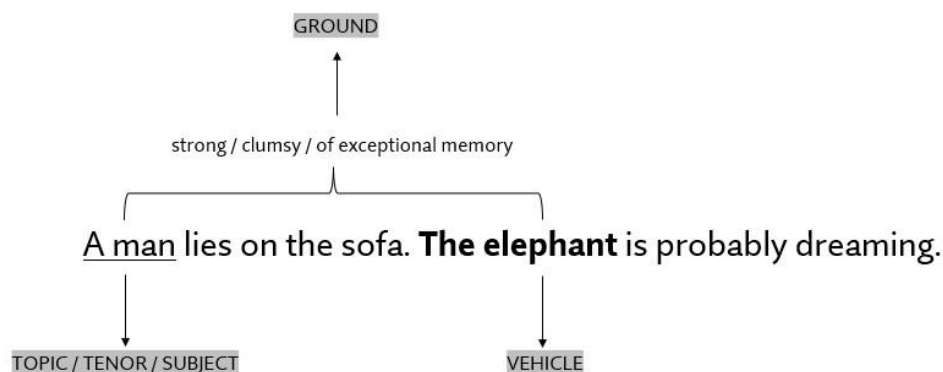 GROUND
strong / clumsy / of exceptional memory
A man lies on the sofa. The elephant is probably dreaming.
TOPIC / TENOR / SUBJECT VEHICLE